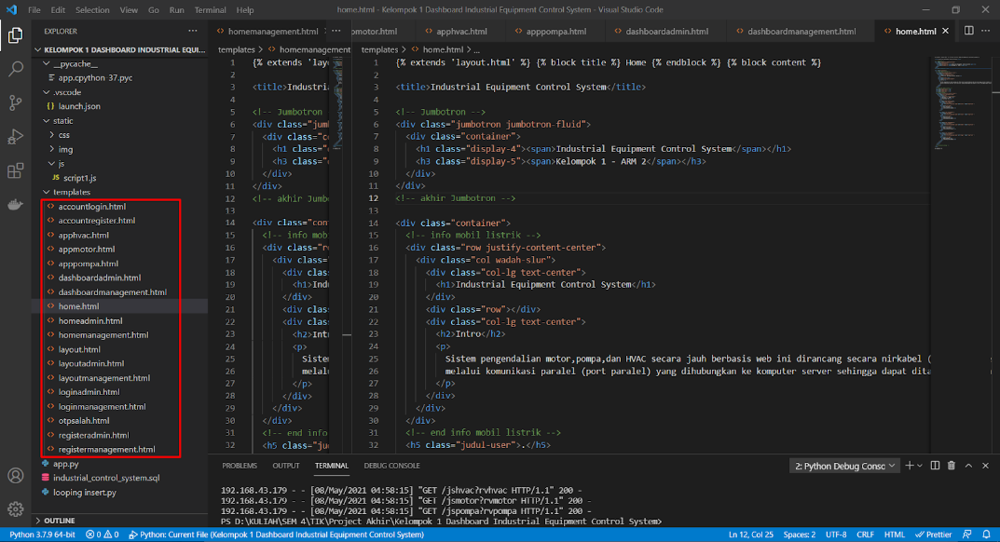 File Edit Selection View Go Run Terminal Help
home.html - Kelompok 1 Dashboard Industrial Equipment Control System - Visual Studio Code
EXPLORER
KELOMPOK 1 DASHBOARD INDUSTRIAL EQUI...
__pycache__
app.cpython-37.pyc
.vscode
{} launch.json
static
css
img
js
JS script1.js
templates
<> accountlogin.html
<> accountregister.html
<> apphvac.html
<> appmotor.html
<> apppompa.html
<> dashboardadmin.html
<> dashboardmanagement.html
<> home.html
<> homeadmin.html
<> homemanagement.html
<> layout.html
<> layoutadmin.html
<> layoutmanagement.html
<> loginadmin.html
<> loginmanagement.html
<> otpsalah.html
<> registeradmin.html
<> registermanagement.html
app.py
industrial_control_system.sql
looping insert.py
OUTLINE
<> homemanagement.html
templates > <> homemanagement
1 {% extends 'layou
2
3 <title>Industria
4
5 <!-- Jumbotron
6 <div class="jumb
7 <div class="co
8 <h1 class="
9 <h3 class="
10 </div>
11 </div>
12 <!-- akhir Jumbo
13
14 <div class="cont
15 <!-- info mobi
16 <div class="ro
17 <div class="
18 <div clas
19 <h1>Ind
20 </div>
21 <div clas
22 <div clas
23 <h2>Int
24 <p>
25 Sistem
26 melalu
27 </p>
28 </div>
29 </div>
30 </div>
31 <!-- end info
32 <h5 class="jud
pmotor.html <> apphvac.html <> apppompa.html <> dashboardadmin.html <> dashboardmanagement.html <> home.html
templates > <> home.html > ...
1 {% extends 'layout.html' %} {% block title %} Home {% endblock %} {% block content %}
2
3 <title>Industrial Equipment Control System</title>
4
5 <!-- Jumbotron -->
6 <div class="jumbotron jumbotron-fluid">
7 <div class="container">
8 <h1 class="display-4"><span>Industrial Equipment Control System</span></h1>
9 <h3 class="display-5"><span>Kelompok 1 - ARM 2</span></h3>
10 </div>
11 </div>
12 <!-- akhir Jumbotron -->
13
14 <div class="container">
15 <!-- info mobil listrik -->
16 <div class="row justify-content-center">
17 <div class="col wadah-slur">
18 <div class="col-lg text-center">
19 <h1>Industrial Equipment Control System</h1>
20 </div>
21 <div class="row"></div>
22 <div class="col-lg text-center">
23 <h2>Intro</h2>
24 <p>
25 Sistem pengendalian motor,pompa,dan HVAC secara jauh berbasis web ini dirancang secara nirkabel (
26 melalui komunikasi paralel (port paralel) yang dihubungkan ke komputer server sehingga dapat dita
27 </p>
28 </div>
29 </div>
30 </div>
31 <!-- end info mobil listrik -->
32 <h5 class="judul-user">.</h5>
PROBLEMS OUTPUT TERMINAL DEBUG CONSOLE
2: Python Debug Consc
192.168.43.179 - - [08/May/2021 04:58:15] "GET /jshvac?rvhvac HTTP/1.1" 200 -
192.168.43.179 - - [08/May/2021 04:58:15] "GET /jsmotor?rvmotor HTTP/1.1" 200 -
192.168.43.179 - - [08/May/2021 04:58:15] "GET /jspompa?rvpompa HTTP/1.1" 200 -
PS D:\KULIAH\SEM 4\TIK\Project Akhir\Kelompok 1 Dashboard Industrial Equipment Control System>
Python 3.7.9 64-bit 0 0 Python: Current File (Kelompok 1 Dashboard Industrial Equipment Control System) Ln 12, Col 25 Spaces: 2 UTF-8 CRLF HTML Prettier